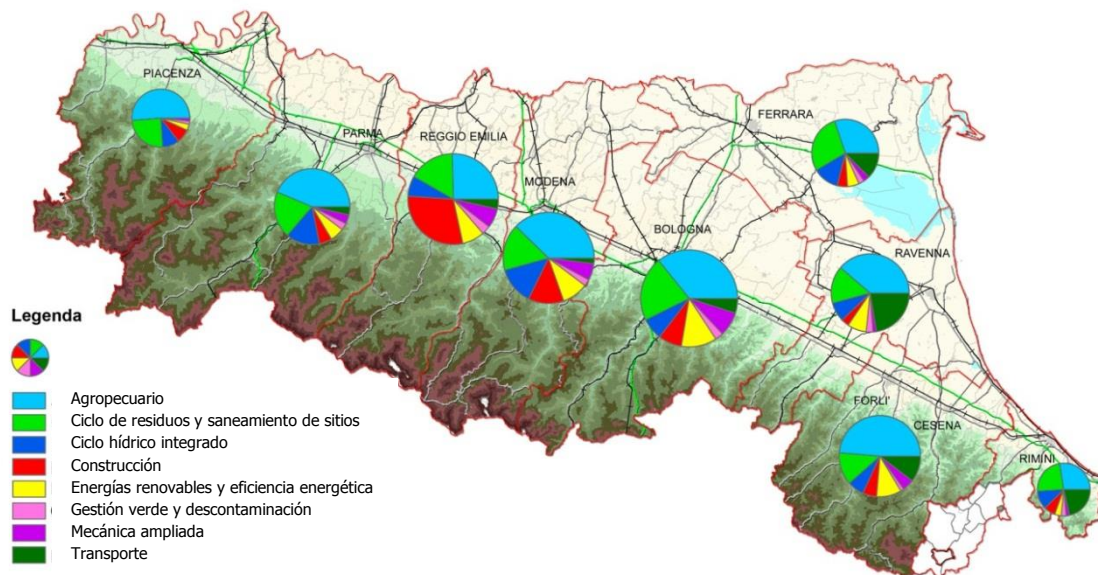 PIACENZA
PARMA
REGGIO EMILIA
MODENA
BOLOGNA
FERRARA
RAVENNA
FORLI'
CESENA
RIMINI
Legenda
Agropecuario
Ciclo de residuos y saneamiento de sitios
Ciclo hídrico integrado
Construcción
Energías renovables y eficiencia energética
Gestión verde y descontaminación
Mecánica ampliada
Transporte